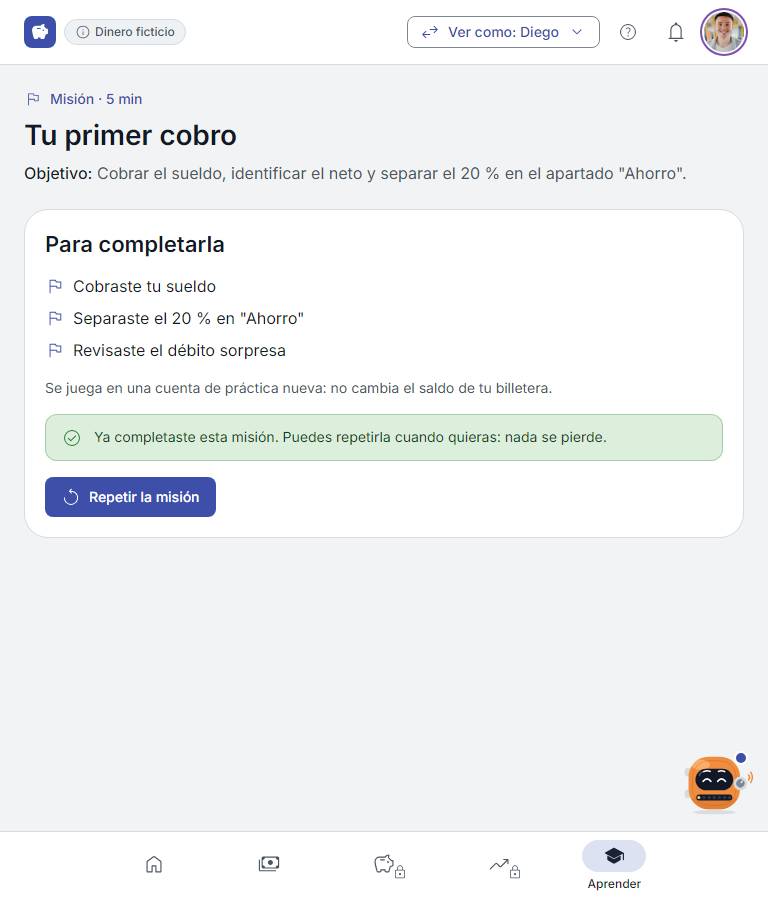 Dinero ficticio
Ver como: Diego
Misión · 5 min
Tu primer cobro
Objetivo: Cobrar el sueldo, identificar el neto y separar el 20 % en el apartado "Ahorro".
Para completarla
Cobraste tu sueldo
Separaste el 20 % en "Ahorro"
Revisaste el débito sorpresa
Se juega en una cuenta de práctica nueva: no cambia el saldo de tu billetera.
Ya completaste esta misión. Puedes repetirla cuando quieras: nada se pierde.
Repetir la misión
Aprender